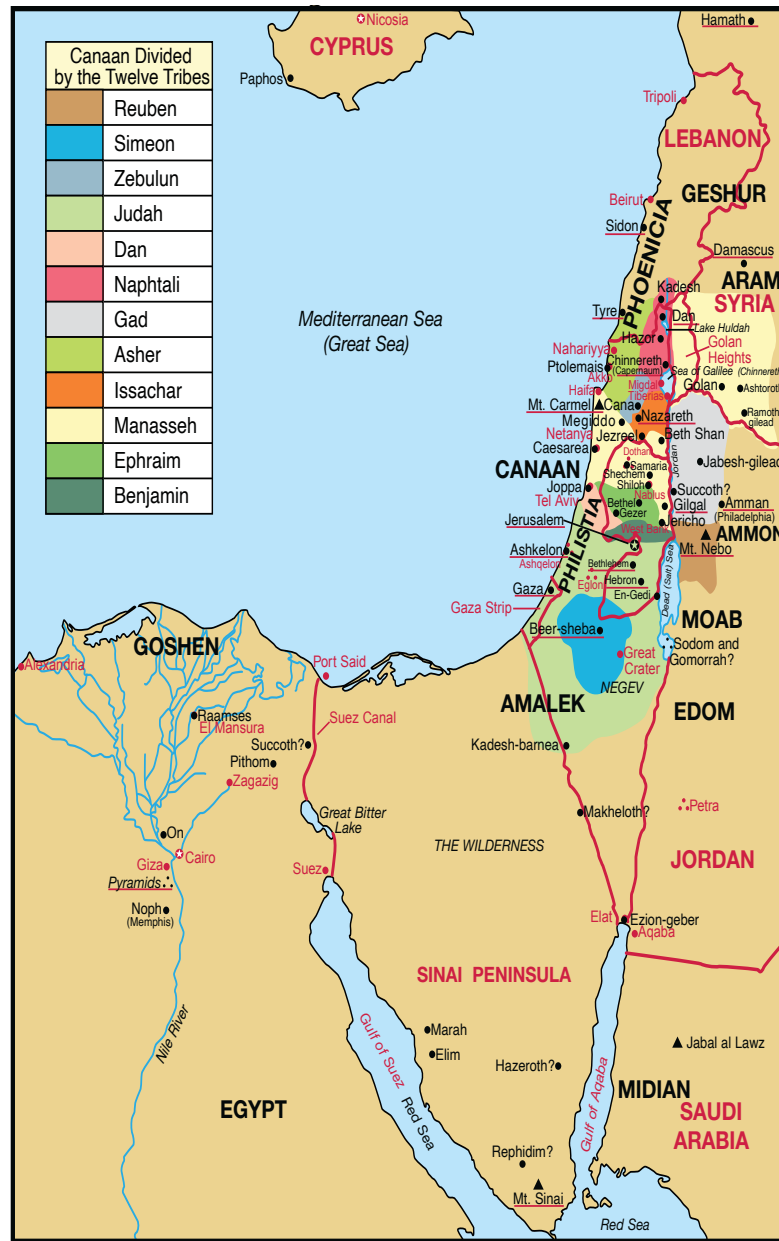 Canaan Divided
by the Twelve Tribes
Reuben
Simeon
Zebulun
Judah
Dan
Naphtali
Gad
Asher
Issachar
Manasseh
Ephraim
Benjamin
Nicosia
CYPRUS
Paphos
Hamath
Tripoli
LEBANON
GESHUR
Beirut
Sidon
PHOENICIA
Damascus
ARAM
SYRIA
Kadesh
Tyre
Dan
Lake Huldah
Hazor
Golan
Heights
Mediterranean Sea
(Great Sea)
Nahariyya
Ptolemais
Chinnereth
(Capernaum)
Sea of Galilee (Chinnereth)
Akko
Migdal
Tiberias
Golan
Ashtoroth
Haifa
Mt. Carmel
Cana
Nazareth
Ramoth
gilead
Megiddo
Netanya
Jezreel
Beth Shan
Caesarea
Dothan
Samaria
Jordan
Jabesh-gilead
CANAAN
Shechem
Shiloh
Nablus
Succoth?
Joppa
Tel Aviv
Bethel
Gezer
Gilgal
Amman
(Philadelphia)
Jerusalem
West Bank
Jericho
AMMON
Mt. Nebo
PHILISTIA
Ashkelon
Ashqelon
Bethlehem
Eglon
Hebron
Dead (Salt) Sea
Gaza
En-Gedi
Gaza Strip
MOAB
Beer-sheba
Sodom and
Gomorrah?
Great
Crater
NEGEV
GOSHEN
Alexandria
Port Said
AMALEK
EDOM
Raamses
El Mansura
Suez Canal
Succoth?
Kadesh-barnea
Pithom
Zagazig
Great Bitter
Lake
Makheloth?
Petra
On
THE WILDERNESS
Cairo
Giza
Suez
JORDAN
Pyramids
Noph
(Memphis)
Elat
Ezion-geber
Aqaba
SINAI PENINSULA
Nile River
Gulf of Suez
Red Sea
Marah
Elim
Hazeroth?
Jabal al Lawz
Gulf of Aqaba
MIDIAN
EGYPT
SAUDI
ARABIA
Rephidim?
Mt. Sinai
Red Sea